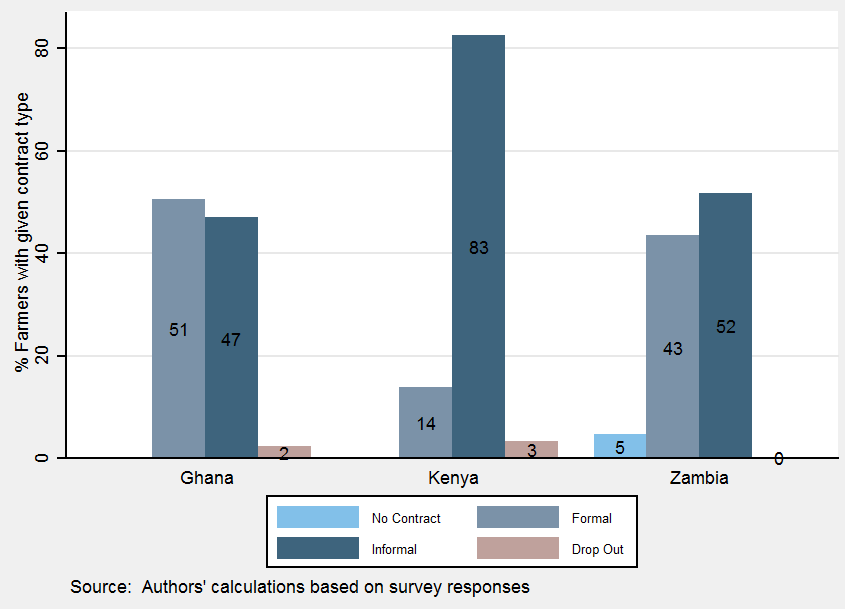 % Farmers with given contract type
80
60
40
20
0
51
47
2
14
83
3
5
43
52
0
Ghana
Kenya
Zambia
No Contract
Formal
Informal
Drop Out
Source:  Authors' calculations based on survey responses